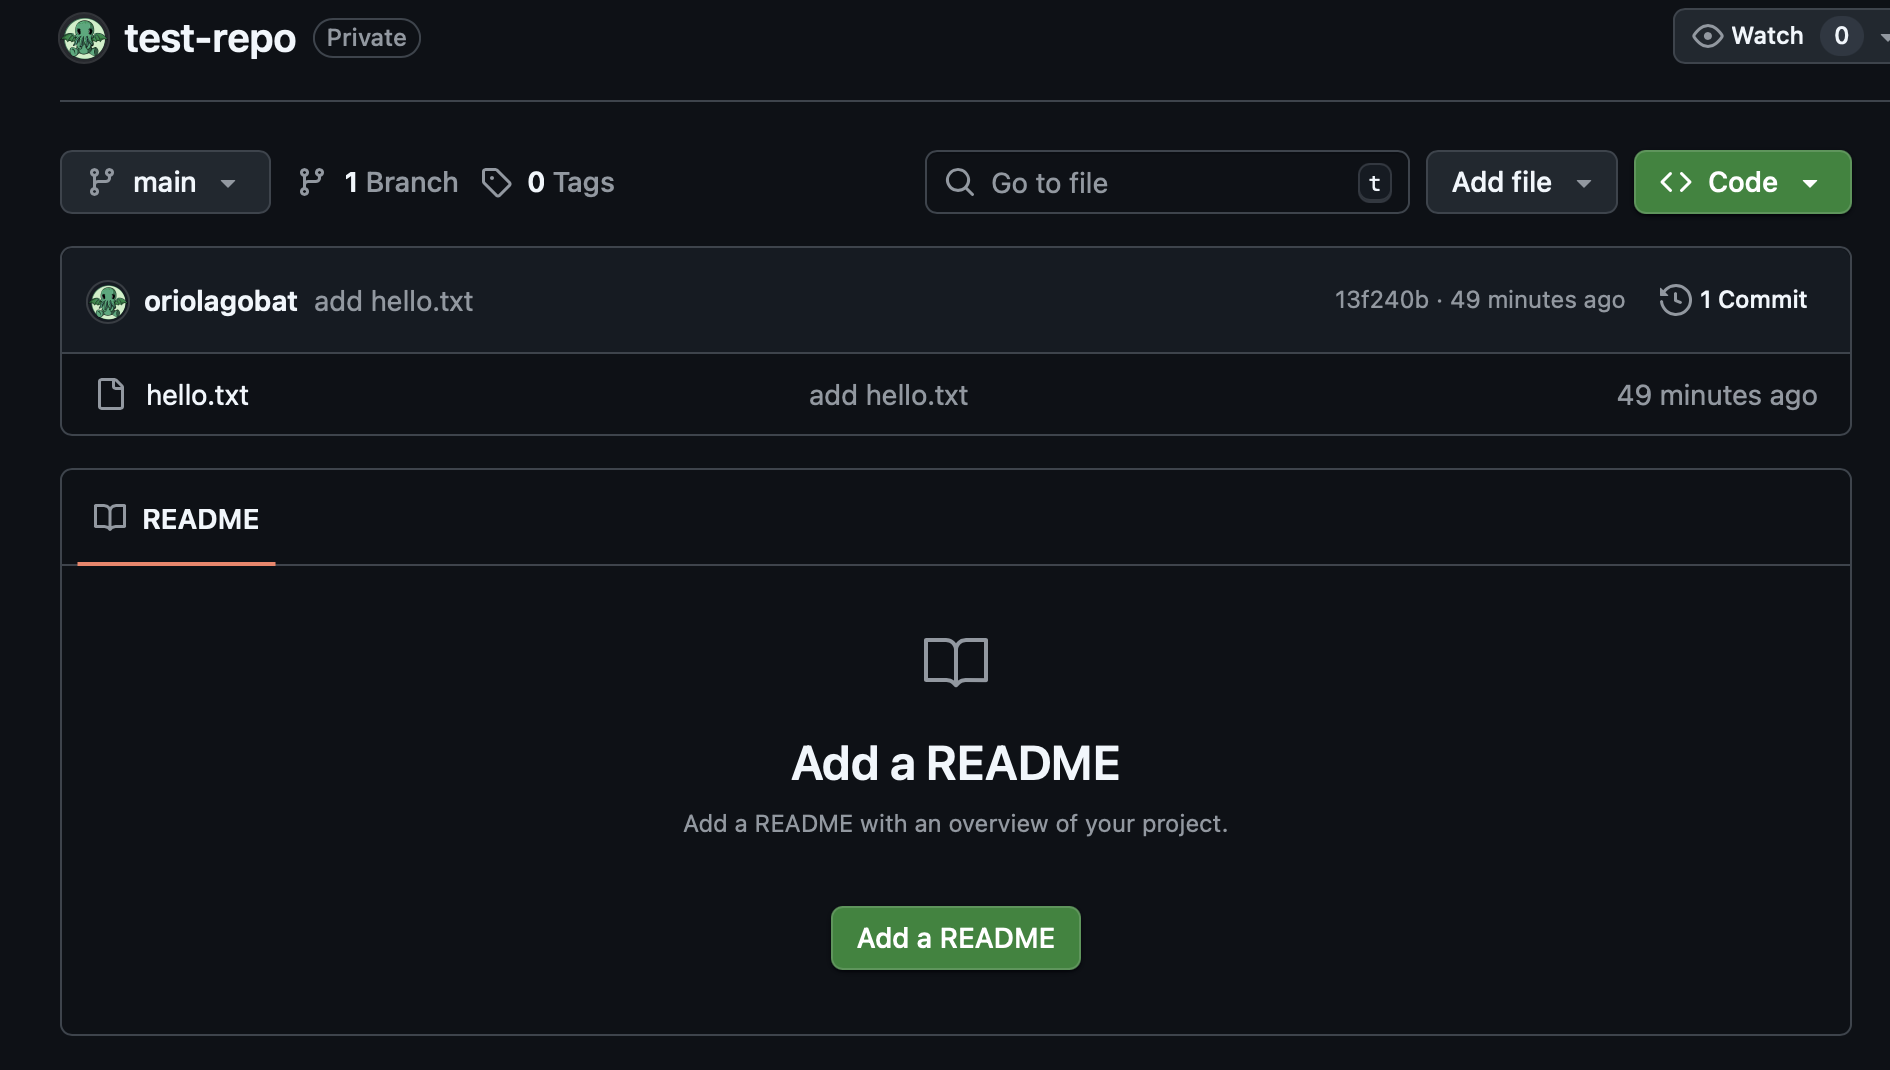 test-repo Private Watch 0
main 1 Branch 0 Tags Go to file t Add file <> Code
oriolagobat add hello.txt 13f240b · 49 minutes ago 1 Commit
hello.txt add hello.txt 49 minutes ago
README
Add a README
Add a README with an overview of your project.
Add a README